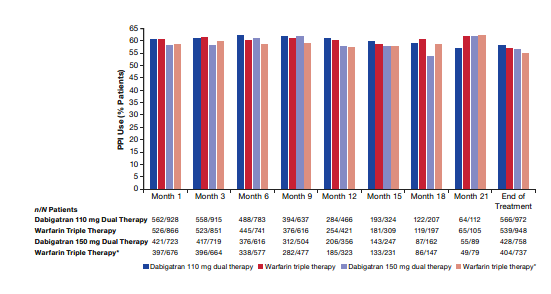 65
60
55
50
45
40
35
30
25
20
15
10
5
0
PPI Use (% Patients)
Month 1 Month 3 Month 6 Month 9 Month 12 Month 15 Month 18 Month 21 End of
Treatment
n/N Patients
Dabigatran 110 mg Dual Therapy 562/928 558/915 488/783 394/637 284/466 193/324 122/207 64/112 566/972
Warfarin Triple Therapy 526/866 523/851 445/741 376/616 254/421 181/309 119/197 65/105 539/948
Dabigatran 150 mg Dual Therapy 421/723 417/719 376/616 312/504 206/356 143/247 87/162 55/89 428/758
Warfarin Triple Therapy* 397/676 396/664 338/577 282/477 185/323 133/231 86/147 49/79 404/737
Dabigatran 110 mg dual therapy Warfarin triple therapy Dabigatran 150 mg dual therapy Warfarin triple therapy*